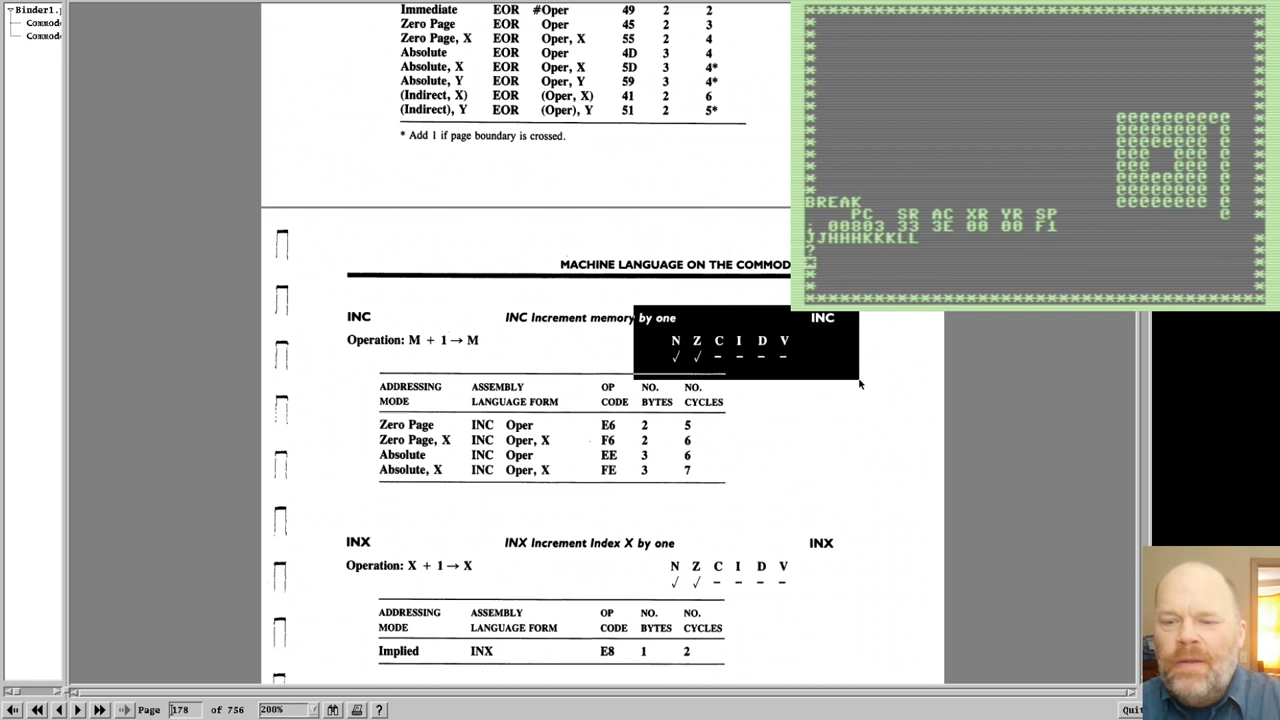 Binder1.
Commod
Commod
Immediate EOR #Oper 49 2 2
Zero Page EOR Oper 45 2 3
Zero Page, X EOR Oper, X 55 2 4
Absolute EOR Oper 4D 3 4
Absolute, X EOR Oper, X 5D 3 4*
Absolute, Y EOR Oper, Y 59 3 4*
(Indirect, X) EOR (Oper, X) 41 2 6
(Indirect), Y EOR (Oper), Y 51 2 5*
* Add 1 if page boundary is crossed.
MACHINE LANGUAGE ON THE COMMOD
INC INC Increment memory by one INC
Operation: M + 1 → M N Z C I D V
√ √ – – – –
ADDRESSING ASSEMBLY OP NO. NO.
MODE LANGUAGE FORM CODE BYTES CYCLES
Zero Page INC Oper E6 2 5
Zero Page, X INC Oper, X F6 2 6
Absolute INC Oper EE 3 6
Absolute, X INC Oper, X FE 3 7
INX INX Increment Index X by one INX
Operation: X + 1 → X N Z C I D V
√ √ – – – –
ADDRESSING ASSEMBLY OP NO. NO.
MODE LANGUAGE FORM CODE BYTES CYCLES
Implied INX E8 1 2
BREAK
PC SR AC XR YR SP
; 00803 33 3E 00 00 F1
JJHHHKKKLL
?
Page 178 of 756 200% ? Qui